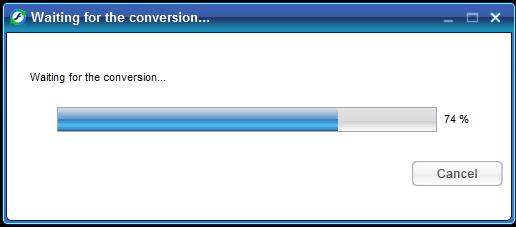 Waiting for the conversion...
Waiting for the conversion...
74 %
Cancel